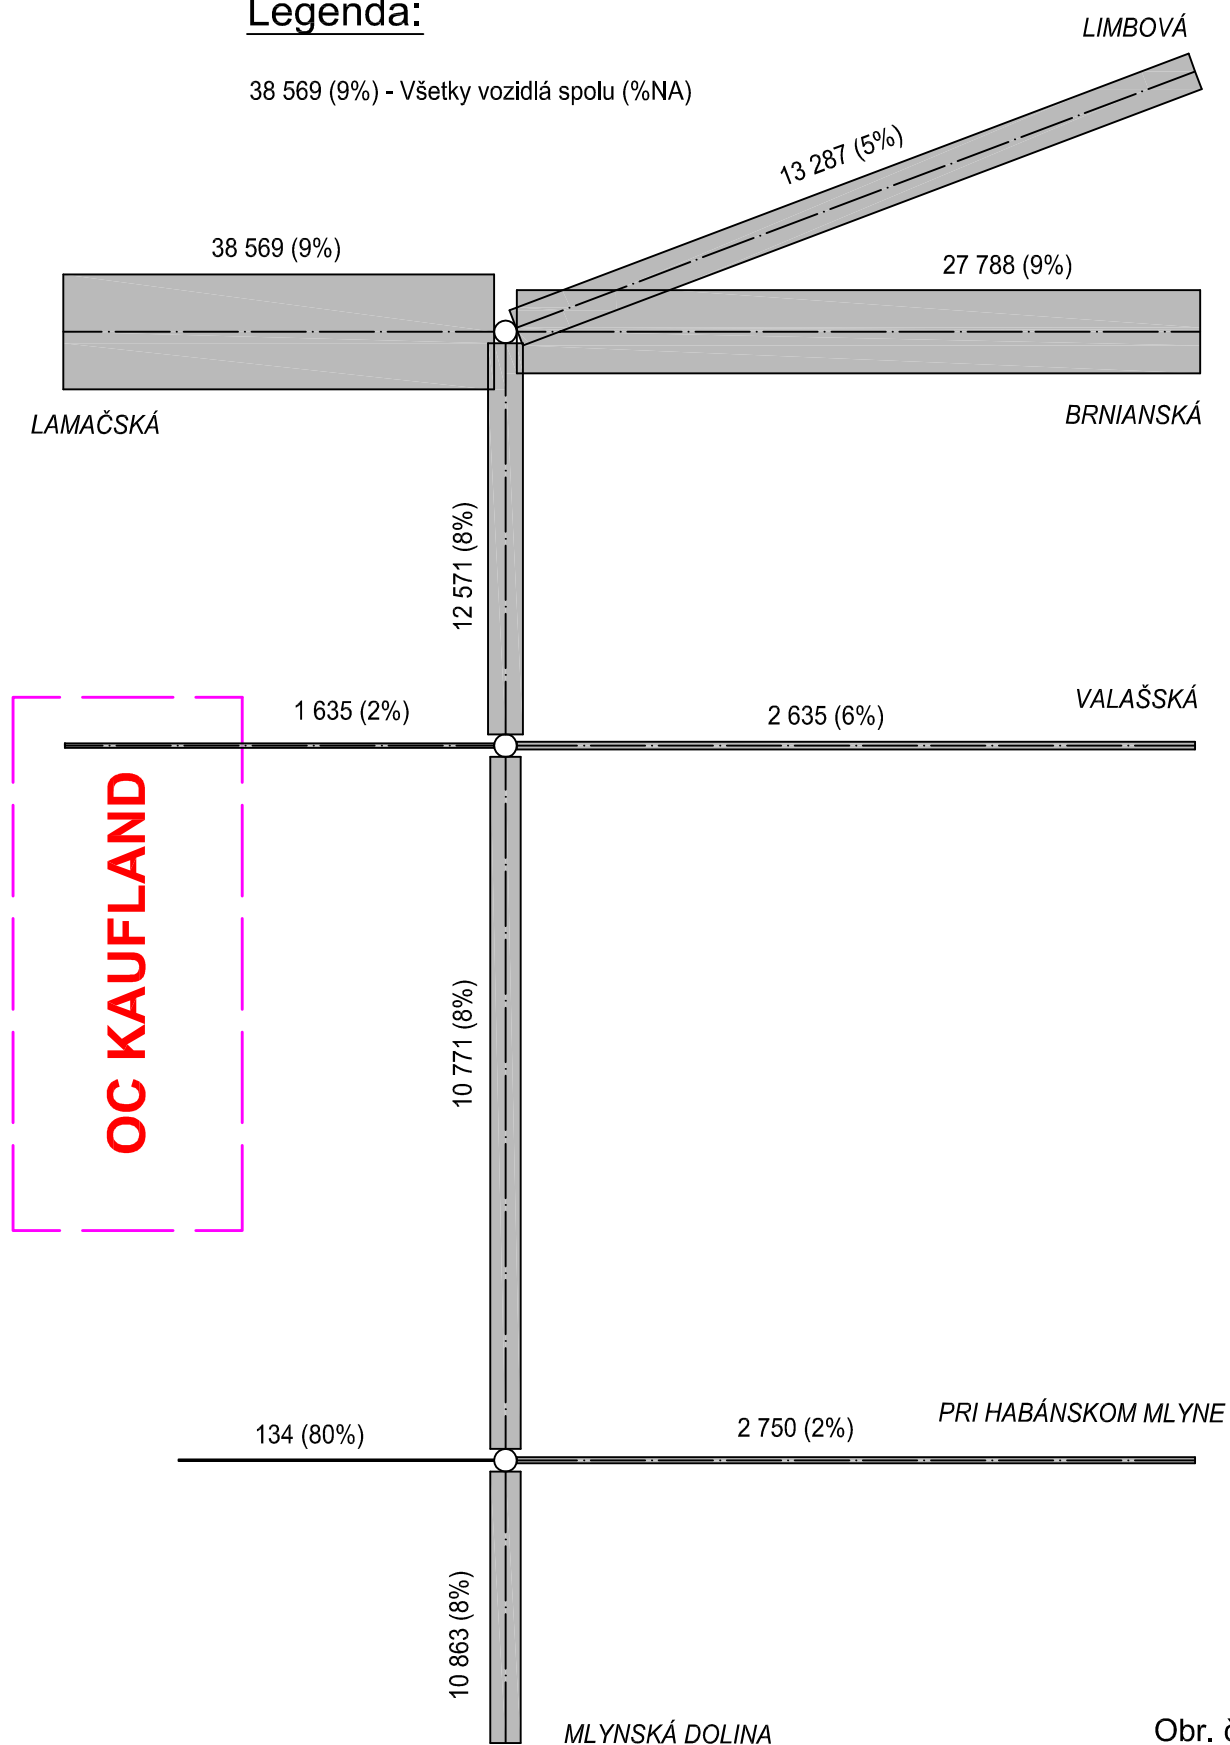 Legenda:
LIMBOVÁ
38 569 (9%) - Všetky vozidlá spolu (%NA)
13 287 (5%)
38 569 (9%)
27 788 (9%)
LAMAČSKÁ
BRNIANSKÁ
12 571 (8%)
1 635 (2%)
2 635 (6%)
VALAŠSKÁ
OC KAUFLAND
10 771 (8%)
134 (80%)
2 750 (2%)
PRI HABÁNSKOM MLYNE
10 863 (8%)
MLYNSKÁ DOLINA
Obr.